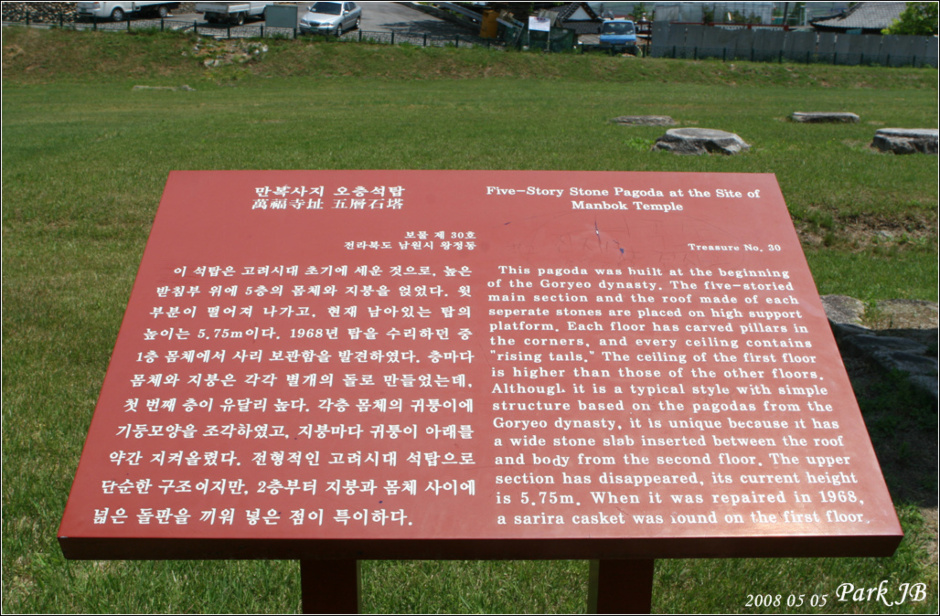 만복사지 오층석탑
萬福寺址 五層石塔
보물 제 30호
전라북도 남원시 왕정동
이 석탑은 고려시대 초기에 세운 것으로, 높은
받침부 위에 5층의 몸체와 지붕을 얹었다. 윗
부분이 떨어져 나가고, 현재 남아있는 탑의
높이는 5.75m이다. 1968년 탑을 수리하던 중
1층 몸체에서 사리 보관함을 발견하였다. 층마다
몸체와 지붕은 각각 별개의 돌로 만들었는데,
첫 번째 층이 유달리 높다. 각층 몸체의 귀퉁이에
기둥모양을 조각하였고, 지붕마다 귀퉁이 아래를
약간 지켜올렸다. 전형적인 고려시대 석탑으로
단순한 구조이지만, 2층부터 지붕과 몸체 사이에
넓은 돌판을 끼워 넣은 점이 특이하다.
Five-Story Stone Pagoda at the Site of
Manbok Temple
Treasure No. 30
This pagoda was built at the beginning
of the Goryeo dynasty. The five-storied
main section and the roof made of each
seperate stones are placed on high support
platform. Each floor has carved pillars in
the corners, and every ceiling contains
"rising tails." The ceiling of the first floor
is higher than those of the other floors.
Although it is a typical style with simple
structure based on the pagodas from the
Goryeo dynasty, it is unique because it has
a wide stone slab inserted between the roof
and body from the second floor. The upper
section has disappeared, its current height
is 5.75m. When it was repaired in 1968,
a sarira casket was found on the first floor.
2008 05 05 Park JB